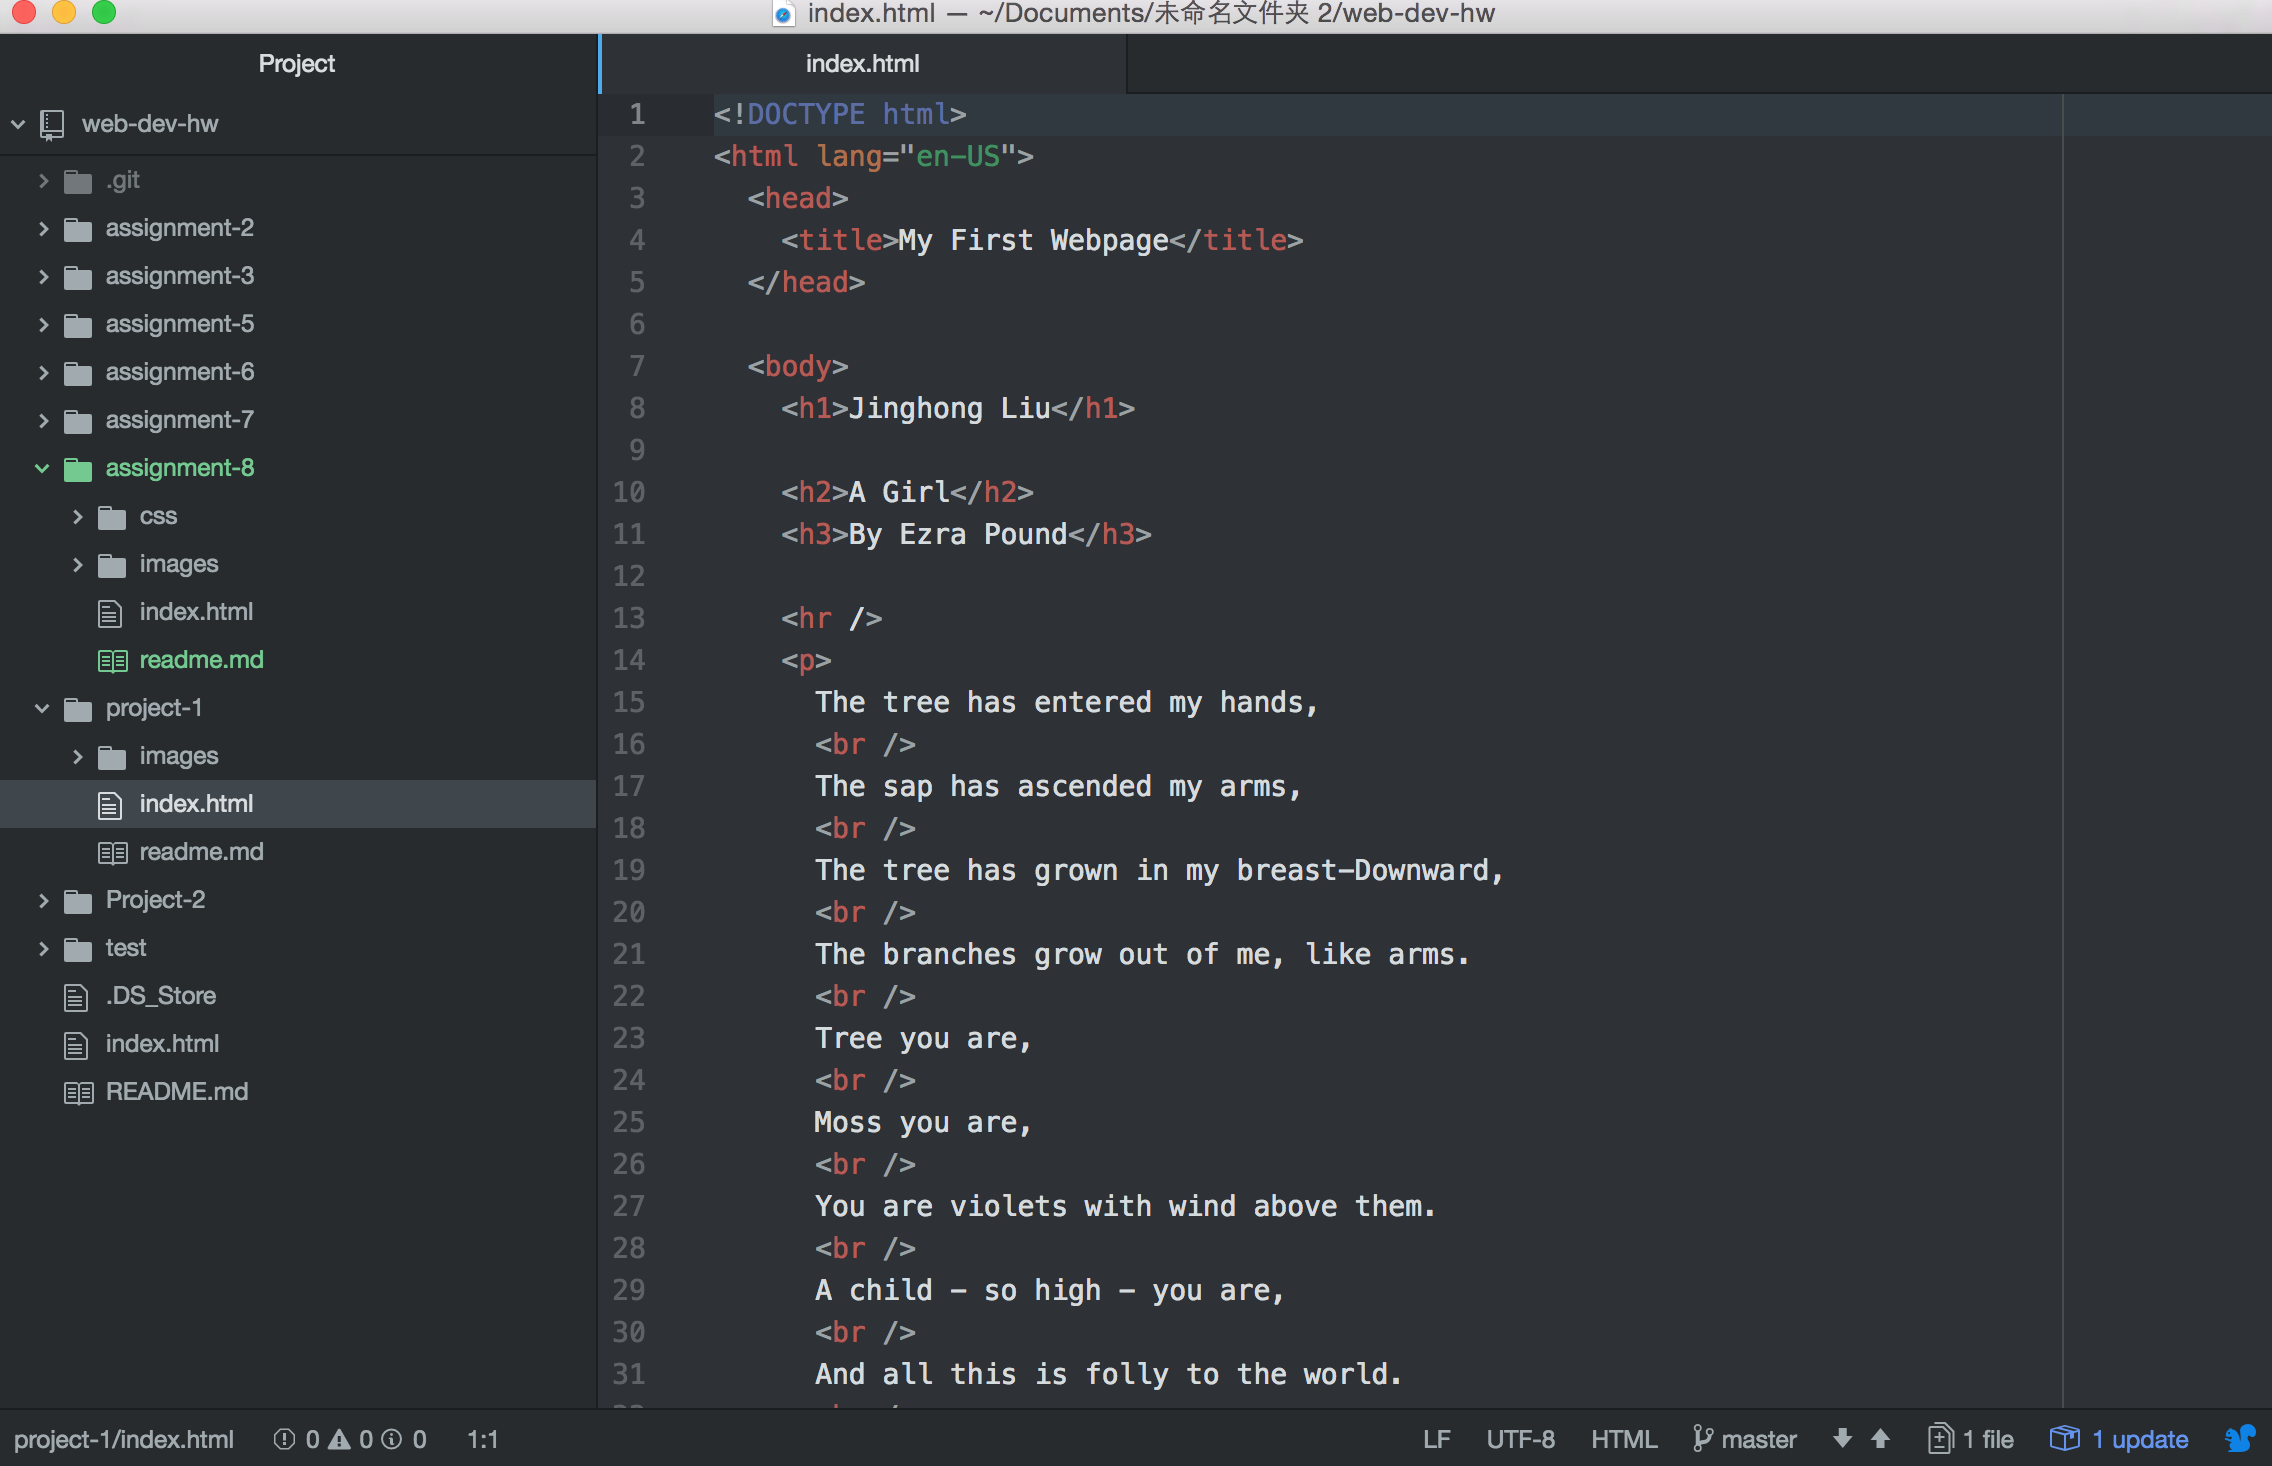 index.html — ~/Documents/未命名文件夹 2/web-dev-hw
Project
web-dev-hw
.git
assignment-2
assignment-3
assignment-5
assignment-6
assignment-7
assignment-8
css
images
index.html
readme.md
project-1
images
index.html
readme.md
Project-2
test
.DS_Store
index.html
README.md
index.html
1 <!DOCTYPE html>
2 <html lang="en-US">
3 <head>
4 <title>My First Webpage</title>
5 </head>
6
7 <body>
8 <h1>Jinghong Liu</h1>
9
10 <h2>A Girl</h2>
11 <h3>By Ezra Pound</h3>
12
13 <hr />
14 <p>
15 The tree has entered my hands,
16 <br />
17 The sap has ascended my arms,
18 <br />
19 The tree has grown in my breast-Downward,
20 <br />
21 The branches grow out of me, like arms.
22 <br />
23 Tree you are,
24 <br />
25 Moss you are,
26 <br />
27 You are violets with wind above them.
28 <br />
29 A child - so high - you are,
30 <br />
31 And all this is folly to the world.
project-1/index.html 0 0 0 1:1 LF UTF-8 HTML master 1 file 1 update